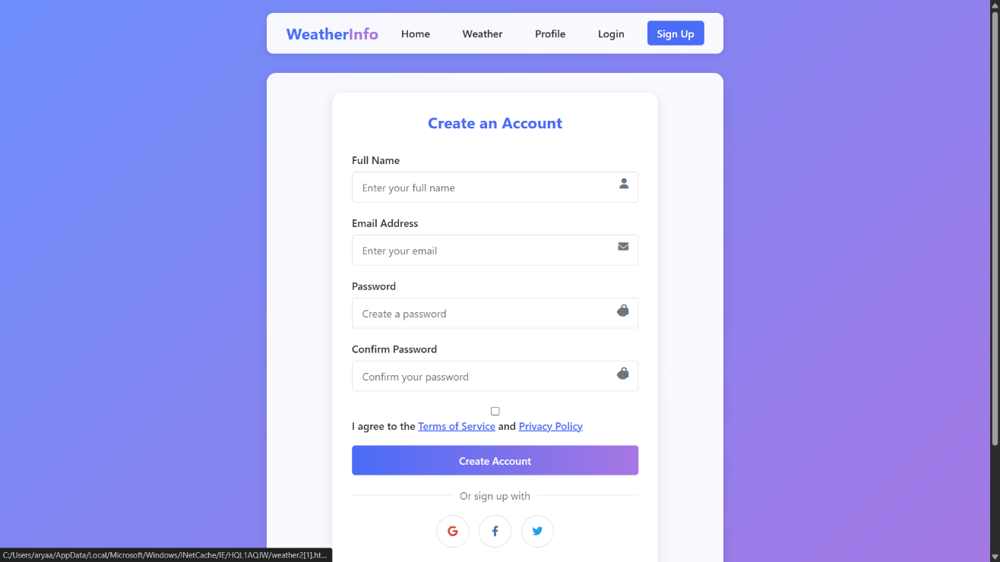 WeatherInfo Home Weather Profile Login Sign Up
Create an Account
Full Name
Enter your full name
Email Address
Enter your email
Password
Create a password
Confirm Password
Confirm your password
I agree to the Terms of Service and Privacy Policy
Create Account
Or sign up with
C:/Users/aryaa/AppData/Local/Microsoft/Windows/INetCache/IE/HQL1AQJW/weather2[1].ht...